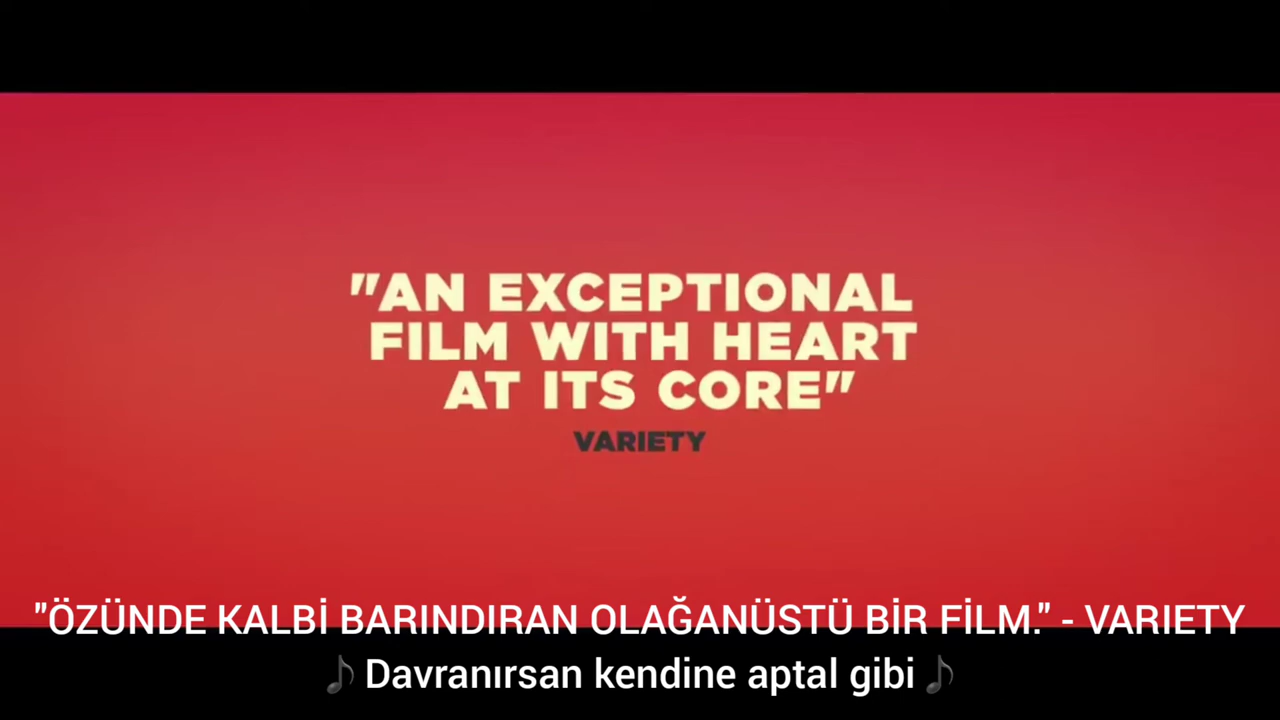 "AN EXCEPTIONAL
FILM WITH HEART
AT ITS CORE"
VARIETY
"ÖZÜNDE KALBİ BARINDIRAN OLAĞANÜSTÜ BİR FİLM." - VARIETY
♪ Davranırsan kendine aptal gibi ♪